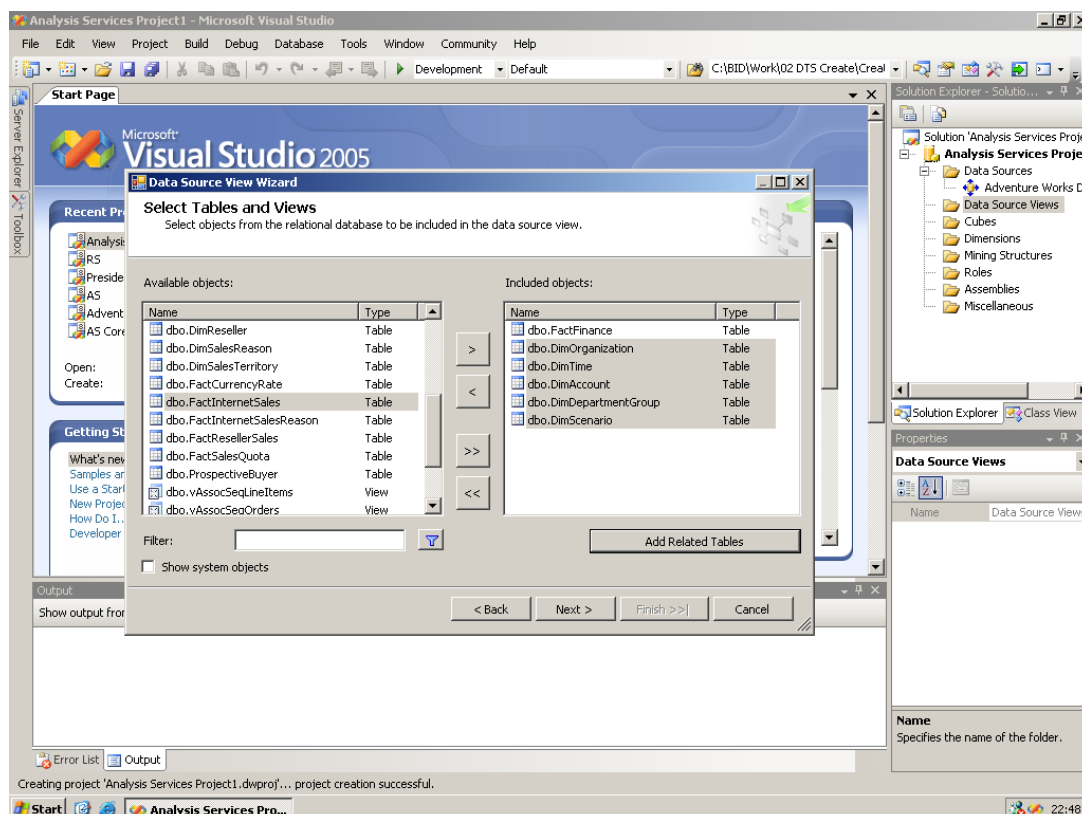 Analysis Services Project1 - Microsoft Visual Studio
File Edit View Project Build Debug Database Tools Window Community Help
Development Default C:\BID\Work\02 DTS Create\Creal
Server Explorer
Toolbox
Start Page
Microsoft
Visual Studio 2005
Recent Pr
Analysis
RS
Preside
AS
Advent
AS Core
Open:
Create:
Getting St
What's new
Samples ar
Use a Star
New Projec
How Do I..
Developer
Data Source View Wizard
Select Tables and Views
Select objects from the relational database to be included in the data source view.
Available objects:
Name Type
dbo.DimReseller Table
dbo.DimSalesReason Table
dbo.DimSalesTerritory Table
dbo.FactCurrencyRate Table
dbo.FactInternetSales Table
dbo.FactInternetSalesReason Table
dbo.FactResellerSales Table
dbo.FactSalesQuota Table
dbo.ProspectiveBuyer Table
dbo.vAssocSeqLineItems View
dbo.vAssocSeqOrders View
> 
<
>>
<<
Included objects:
Name Type
dbo.FactFinance Table
dbo.DimOrganization Table
dbo.DimTime Table
dbo.DimAccount Table
dbo.DimDepartmentGroup Table
dbo.DimScenario Table
Filter:
Add Related Tables
Show system objects
< Back Next > Finish >>| Cancel
Solution Explorer - Solutio...
Solution 'Analysis Services Proje
Analysis Services Proje
Data Sources
Adventure Works D
Data Source Views
Cubes
Dimensions
Mining Structures
Roles
Assemblies
Miscellaneous
Solution Explorer Class View
Properties
Data Source Views
Name Data Source View
Name
Specifies the name of the folder.
Output
Show output fror
Error List Output
Creating project 'Analysis Services Project1.dwproj'... project creation successful.
Start Analysis Services Pro... 22:48